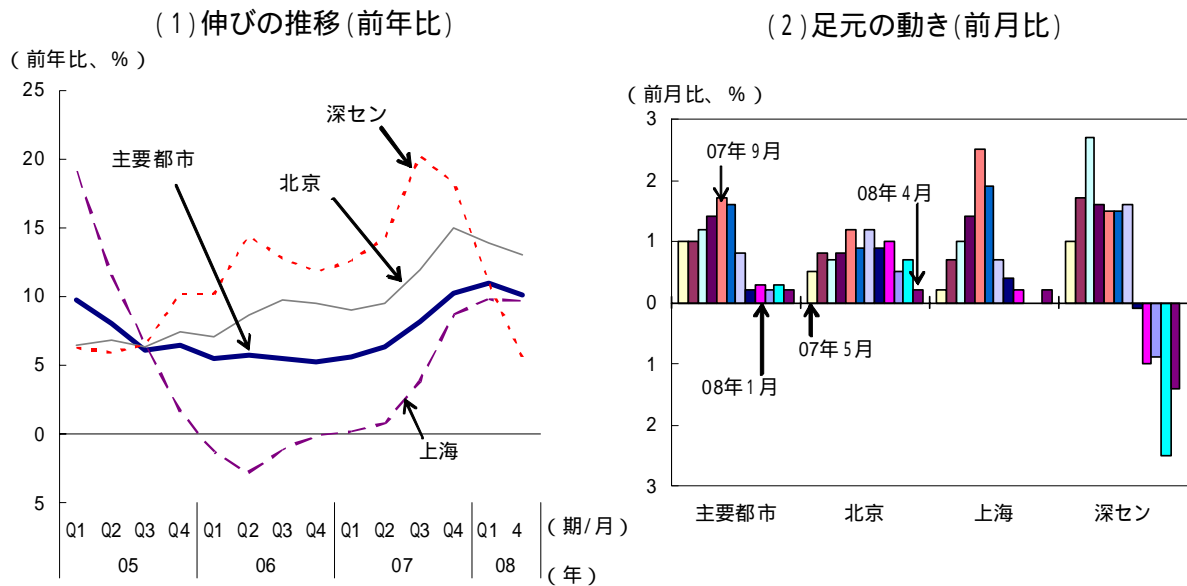 (1)伸びの推移(前年比)
(前年比、%)
25
20
15
10
5
0
5
深セン
主要都市
北京
上海
Q1 Q2 Q3 Q4 Q1 Q2 Q3 Q4 Q1 Q2 Q3 Q4 Q1 4 (期/月)
05 06 07 08 (年)
(2)足元の動き(前月比)
(前月比、%)
3
2
1
0
1
2
3
07年9月
08年4月
07年5月
08年1月
主要都市 北京 上海 深セン